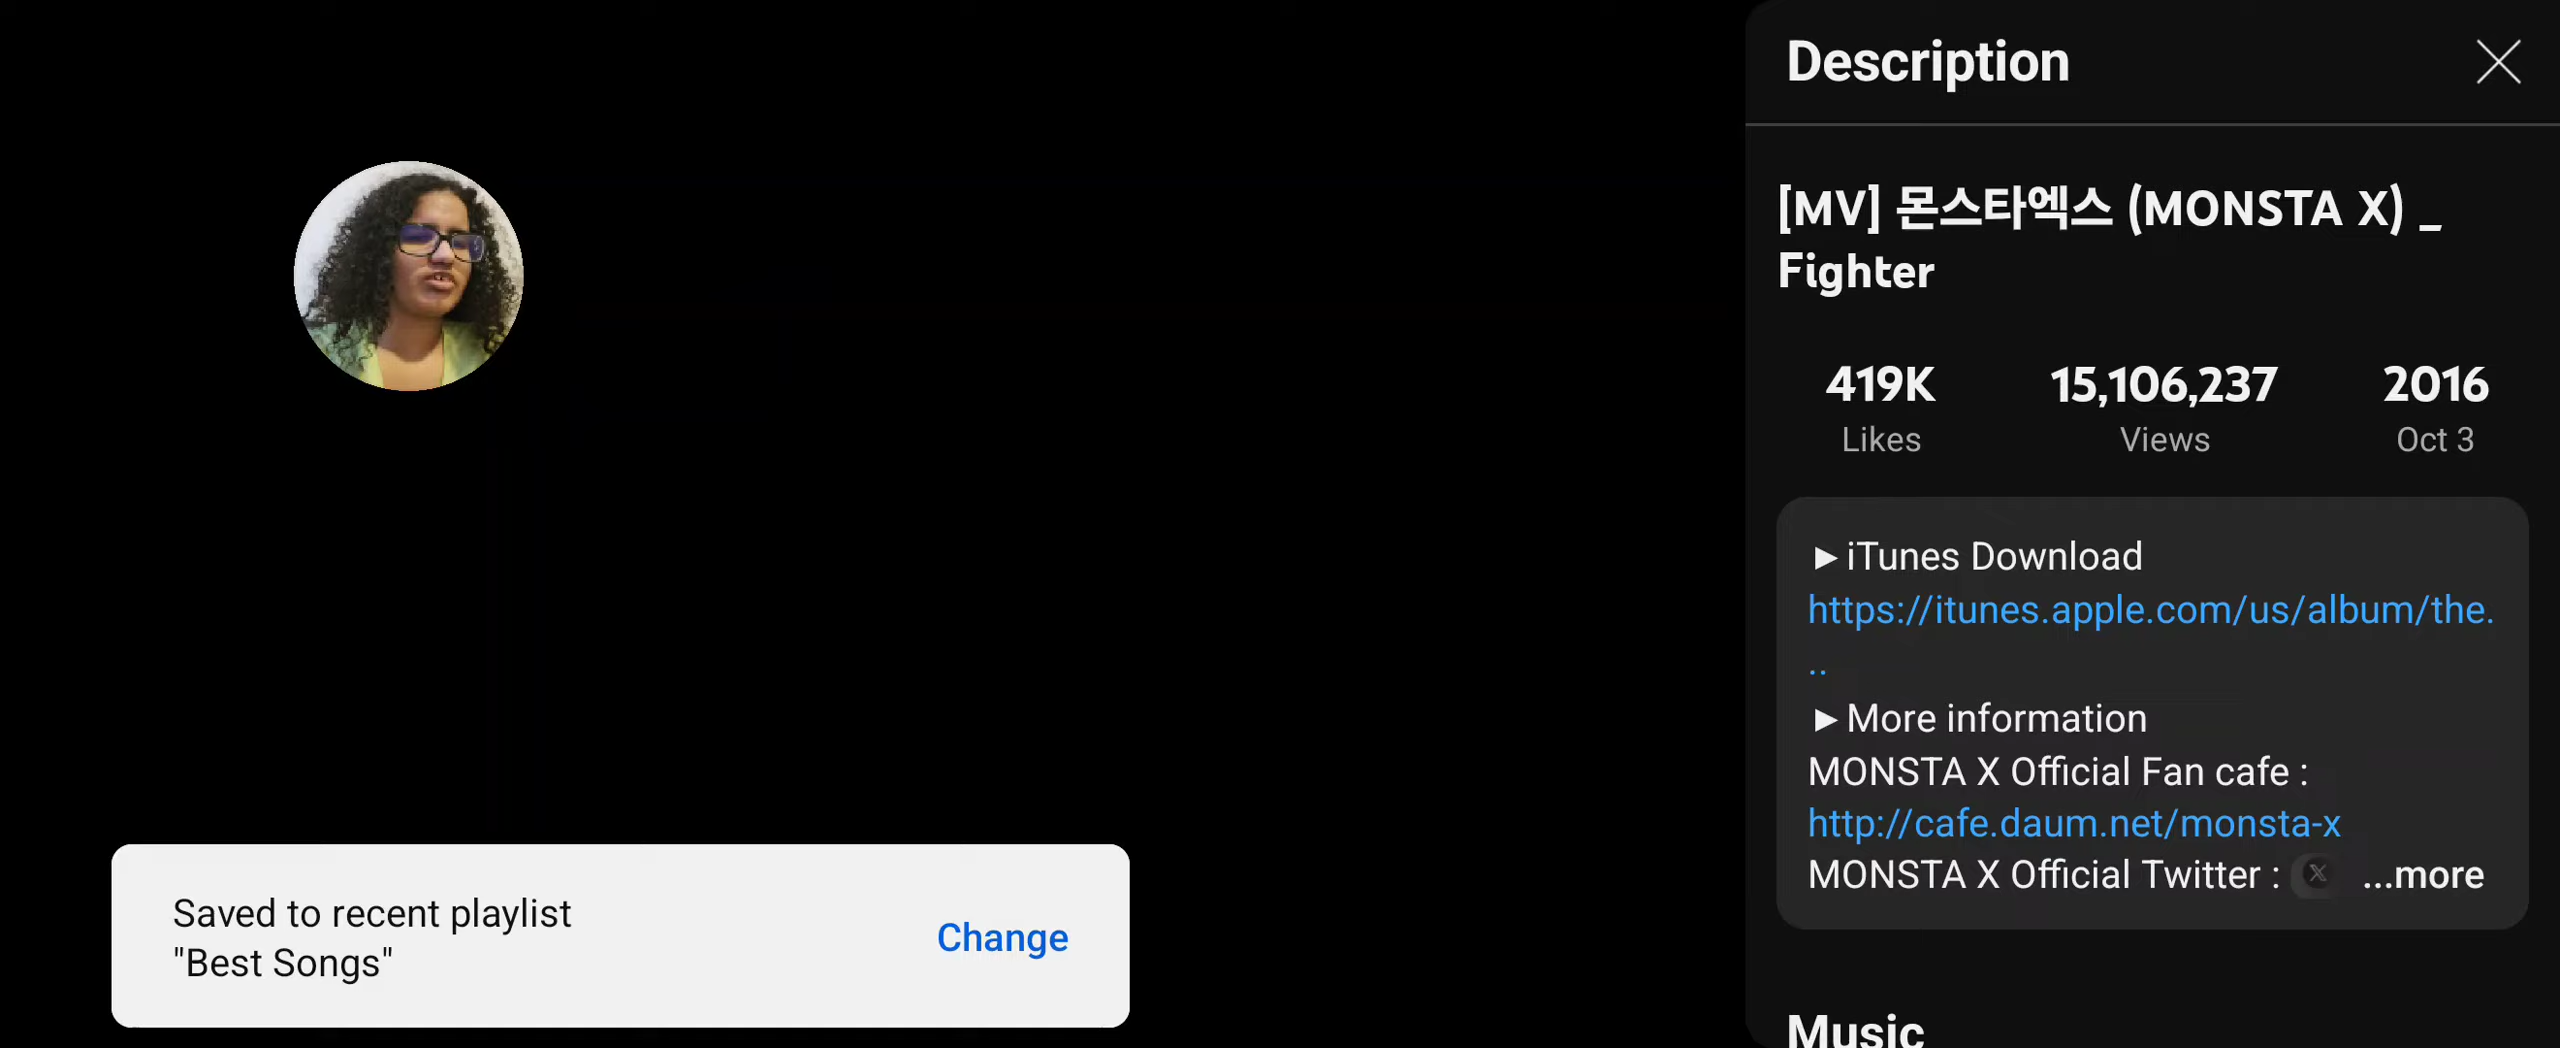 Description
[MV] 몬스타엑스 (MONSTA X) _
Fighter
419K
Likes
15,106,237
Views
2016
Oct 3
►iTunes Download
https://itunes.apple.com/us/album/the.
..
►More information
MONSTA X Official Fan cafe :
http://cafe.daum.net/monsta-x
MONSTA X Official Twitter : ...more
Music
Saved to recent playlist
"Best Songs"
Change